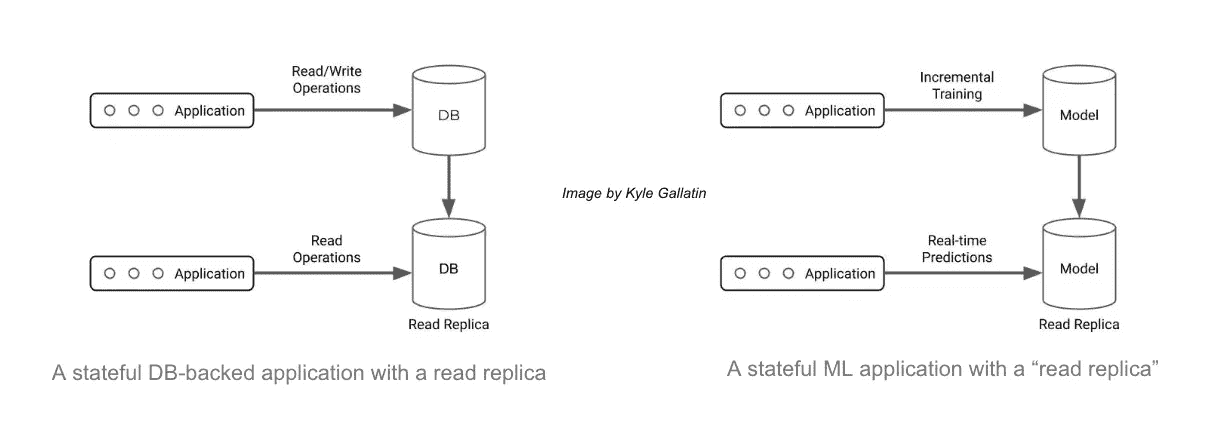 Read/Write
Operations
Application
DB
Read
Operations
Application
DB
Read Replica
A stateful DB-backed application with a read replica
Image by Kyle Gallatin
Incremental
Training
Application
Model
Real-time
Predictions
Application
Model
Read Replica
A stateful ML application with a “read replica”